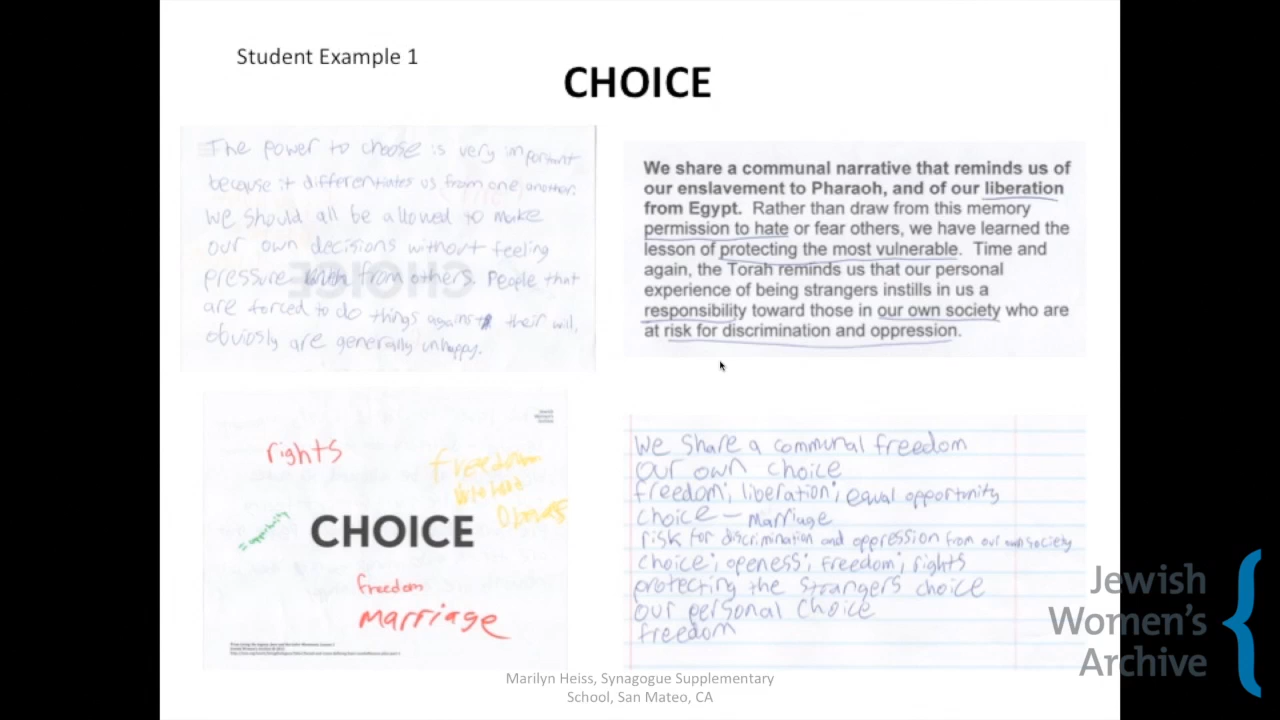 Student Example 1
CHOICE
The power to choose is very important
because it differentiates us from one another.
We should all be allowed to make
our own decisions without feeling
pressure from others. People that
are forced to do things against their will,
obviosly are generally unhappy.
We share a communal narrative that reminds us of
our enslavement to Pharaoh, and of our liberation
from Egypt. Rather than draw from this memory
permission to hate or fear others, we have learned the
lesson of protecting the most vulnerable. Time and
again, the Torah reminds us that our personal
experience of being strangers instills in us a
responsibility toward those in our own society who are
at risk for discrimination and oppression.
Jewish
Women's
Archive
rights
freedom
CHOICE
freedom
marriage
We Share a communal freedom
our own choice
freedom; liberation; equal opportunity
choice - marriage
risk for discrimination and oppression from our own society
choice; openess; freedom; rights
protecting the strangers choice
our personal choice
freedom
Jewish
Women's
Archive
Marilyn Heiss, Synagogue Supplementary
School, San Mateo, CA